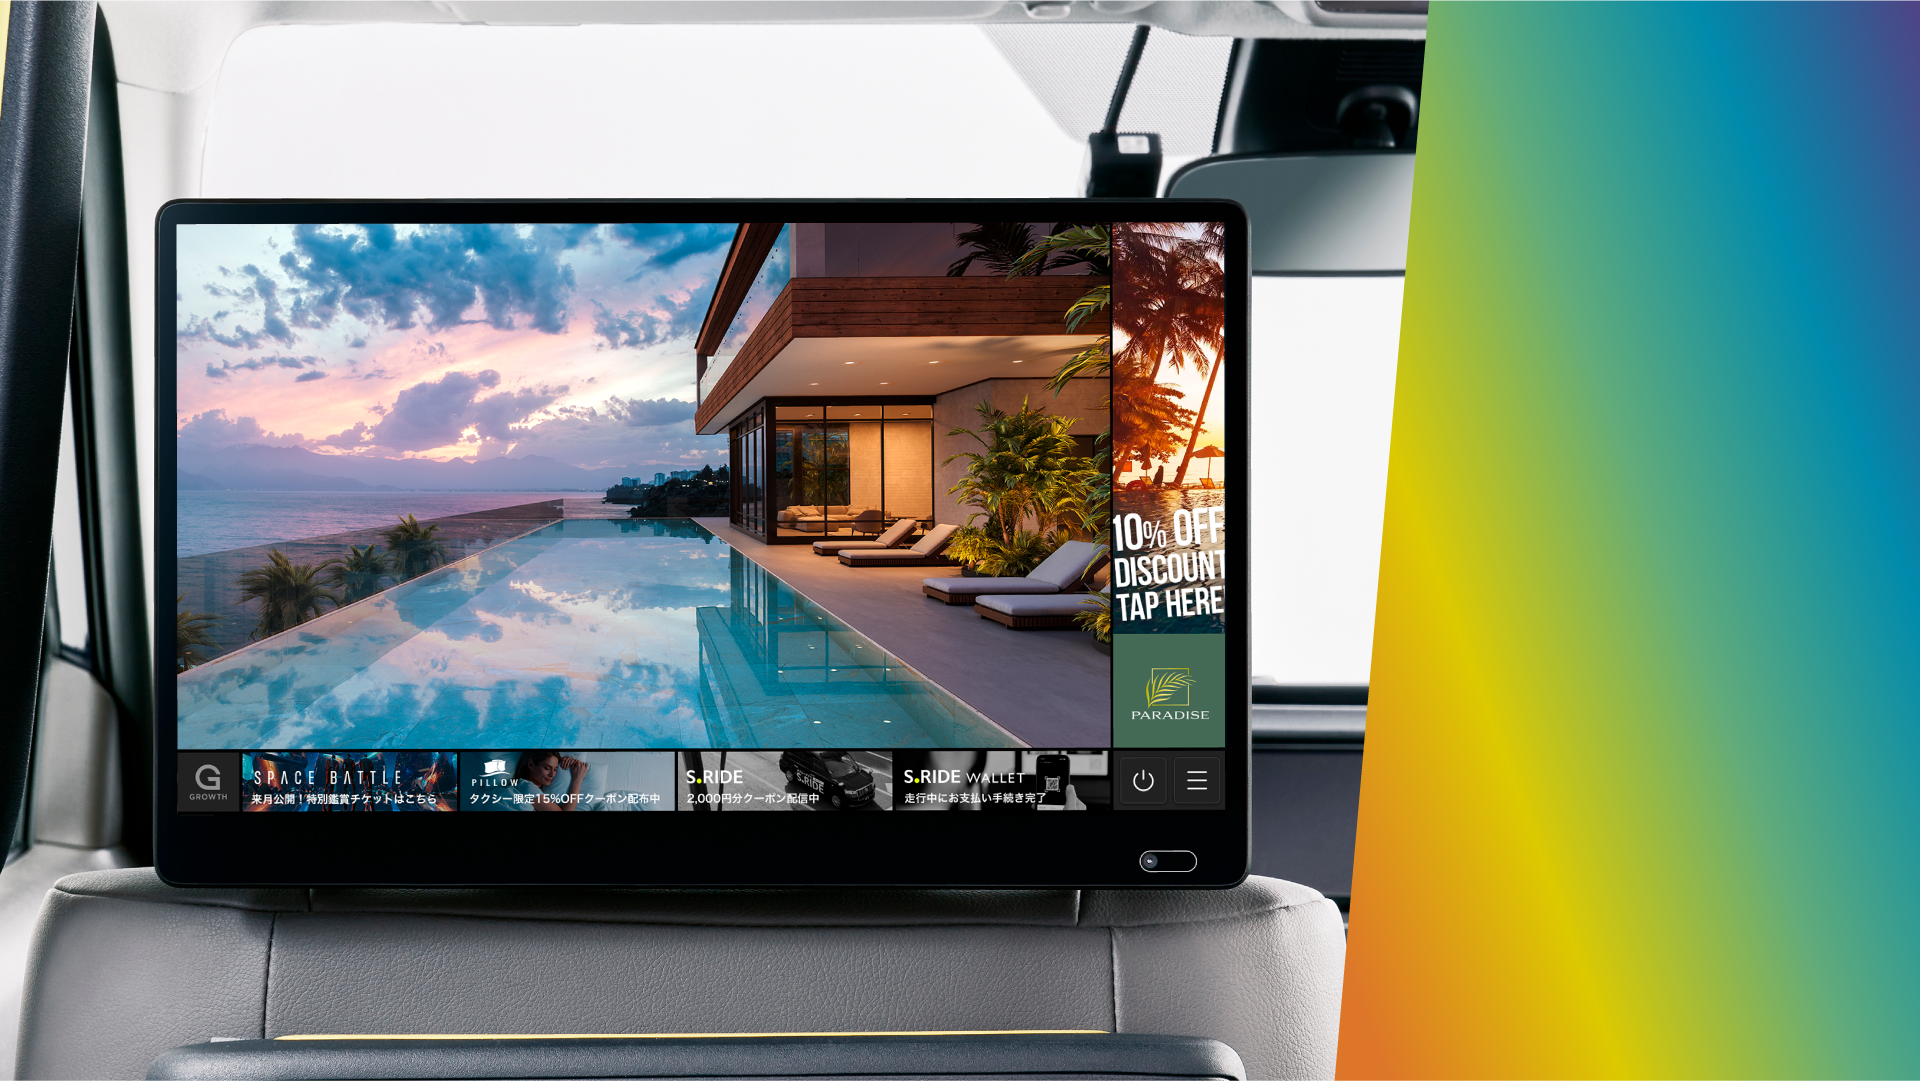 10% OFF
DISCOUNT
TAP HERE
PARADISE
G
GROWTH
SPACE BATTLE
来月公開！特別鑑賞チケットはこちら
PILLOW
タクシー限定15%OFFクーポン配布中
S.RIDE
2,000円分クーポン配信中
S.RIDE
S.RIDE WALLET
走行中にお支払い手続き完了